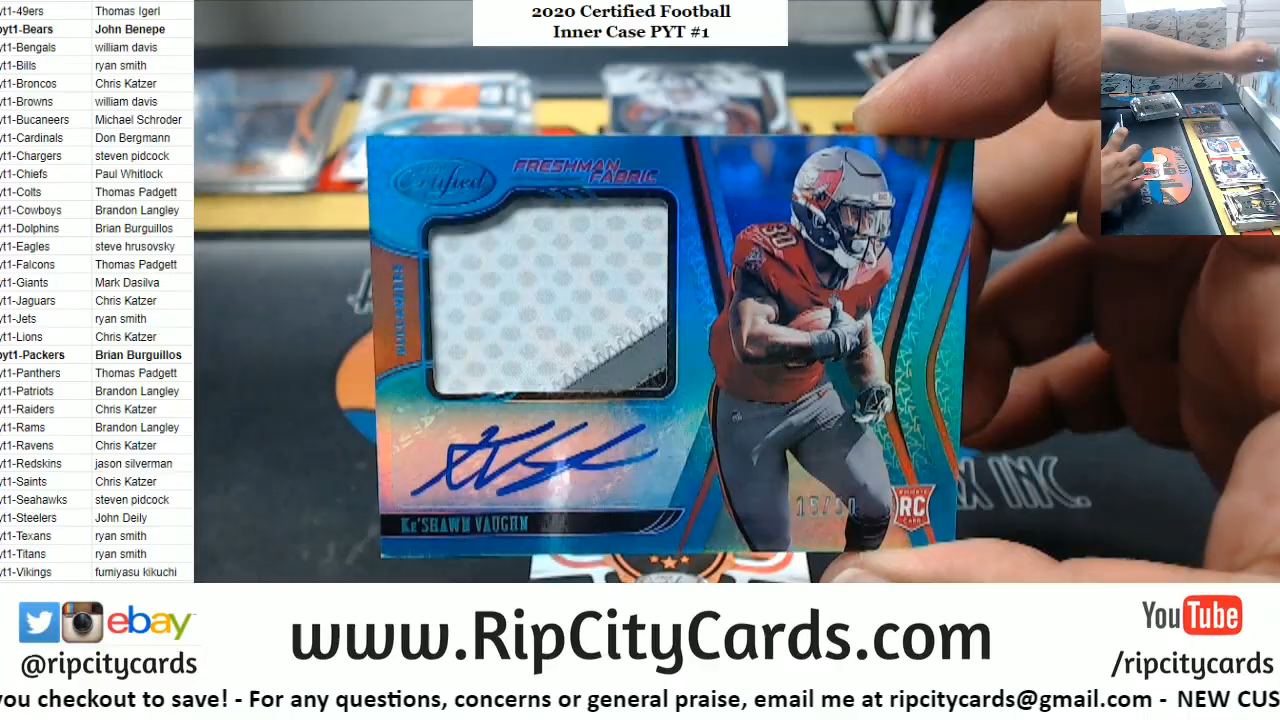 2020 Certified Football
Inner Case PYT #1
yt1-49ers Thomas Igerl
pyt1-Bears John Benepe
yt1-Bengals william davis
yt1-Bills ryan smith
yt1-Broncos Chris Katzer
yt1-Browns william davis
yt1-Bucaneers Michael Schroder
yt1-Cardinals Don Bergmann
yt1-Chargers steven pidcock
yt1-Chiefs Paul Whitlock
yt1-Colts Thomas Padgett
yt1-Cowboys Brandon Langley
yt1-Dolphins Brian Burguillos
yt1-Eagles steve hrusovsky
yt1-Falcons Thomas Padgett
yt1-Giants Mark Dasilva
yt1-Jaguars Chris Katzer
yt1-Jets ryan smith
yt1-Lions Chris Katzer
pyt1-Packers Brian Burguillos
yt1-Panthers Thomas Padgett
yt1-Patriots Brandon Langley
yt1-Raiders Chris Katzer
yt1-Rams Brandon Langley
yt1-Ravens Chris Katzer
yt1-Redskins jason silverman
yt1-Saints Chris Katzer
yt1-Seahawks steven pidcock
yt1-Steelers John Deily
yt1-Texans ryan smith
yt1-Titans ryan smith
yt1-Vikings fumiyasu kikuchi
Certified
FRESHMAN
FABRIC
30
BUCCANEERS
KE'SHAWN VAUGHN
RC
ebay
@ripcitycards
www.RipCityCards.com
YouTube
/ripcitycards
you checkout to save! - For any questions, concerns or general praise, email me at ripcitycards@gmail.com - NEW CUS